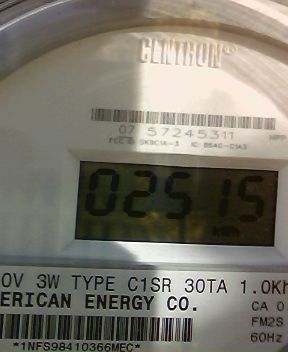 CENTRON®
07 57245311
02515
kWh
0V 3W TYPE C1SR 30TA 1.0Kh
ERICAN ENERGY CO.
CA 0
FM2S
60Hz
*1NFS98410366MEC*